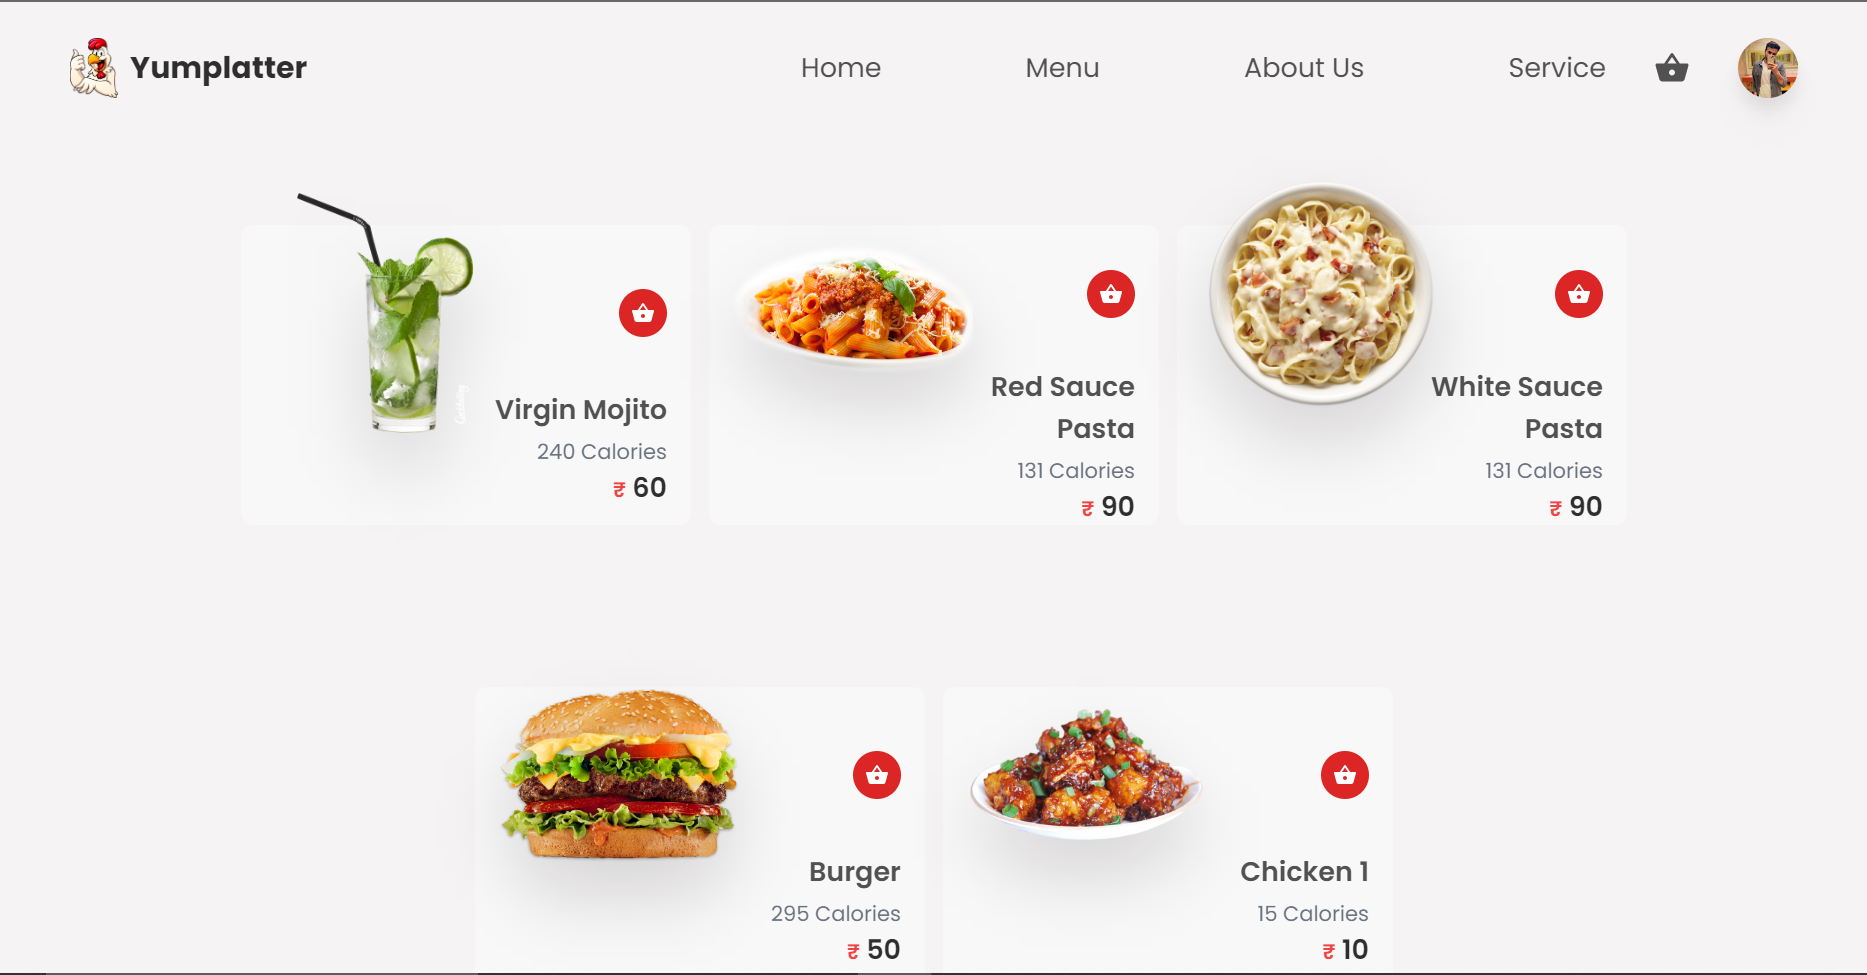 Yumplatter
Home
Menu
About Us
Service
Virgin Mojito
240 Calories
₹ 60
Red Sauce
Pasta
131 Calories
₹ 90
White Sauce
Pasta
131 Calories
₹ 90
Burger
295 Calories
₹ 50
Chicken 1
15 Calories
₹ 10